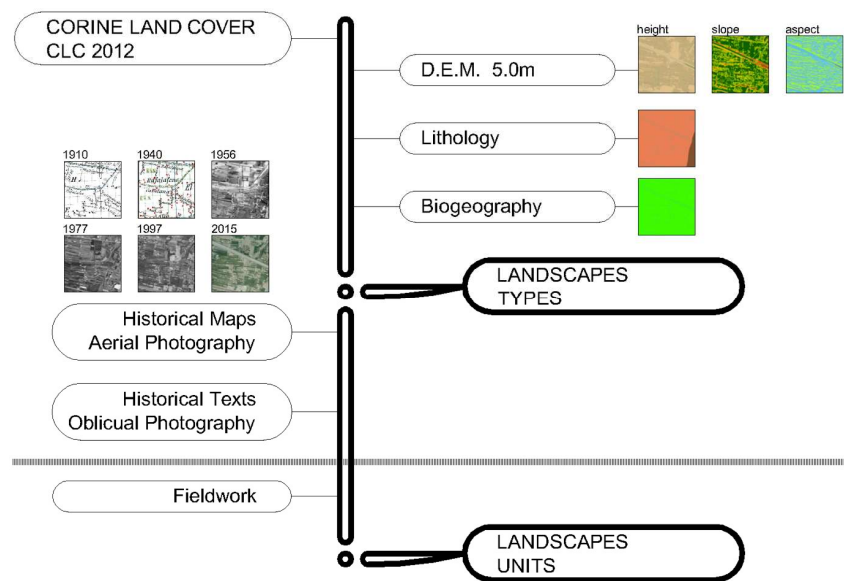 CORINE LAND COVER
CLC 2012
height
slope
aspect
D.E.M. 5.0m
Lithology
Biogeography
1910
1940
1956
1977
1997
2015
LANDSCAPES
TYPES
Historical Maps
Aerial Photography
Historical Texts
Oblicual Photography
Fieldwork
LANDSCAPES
UNITS